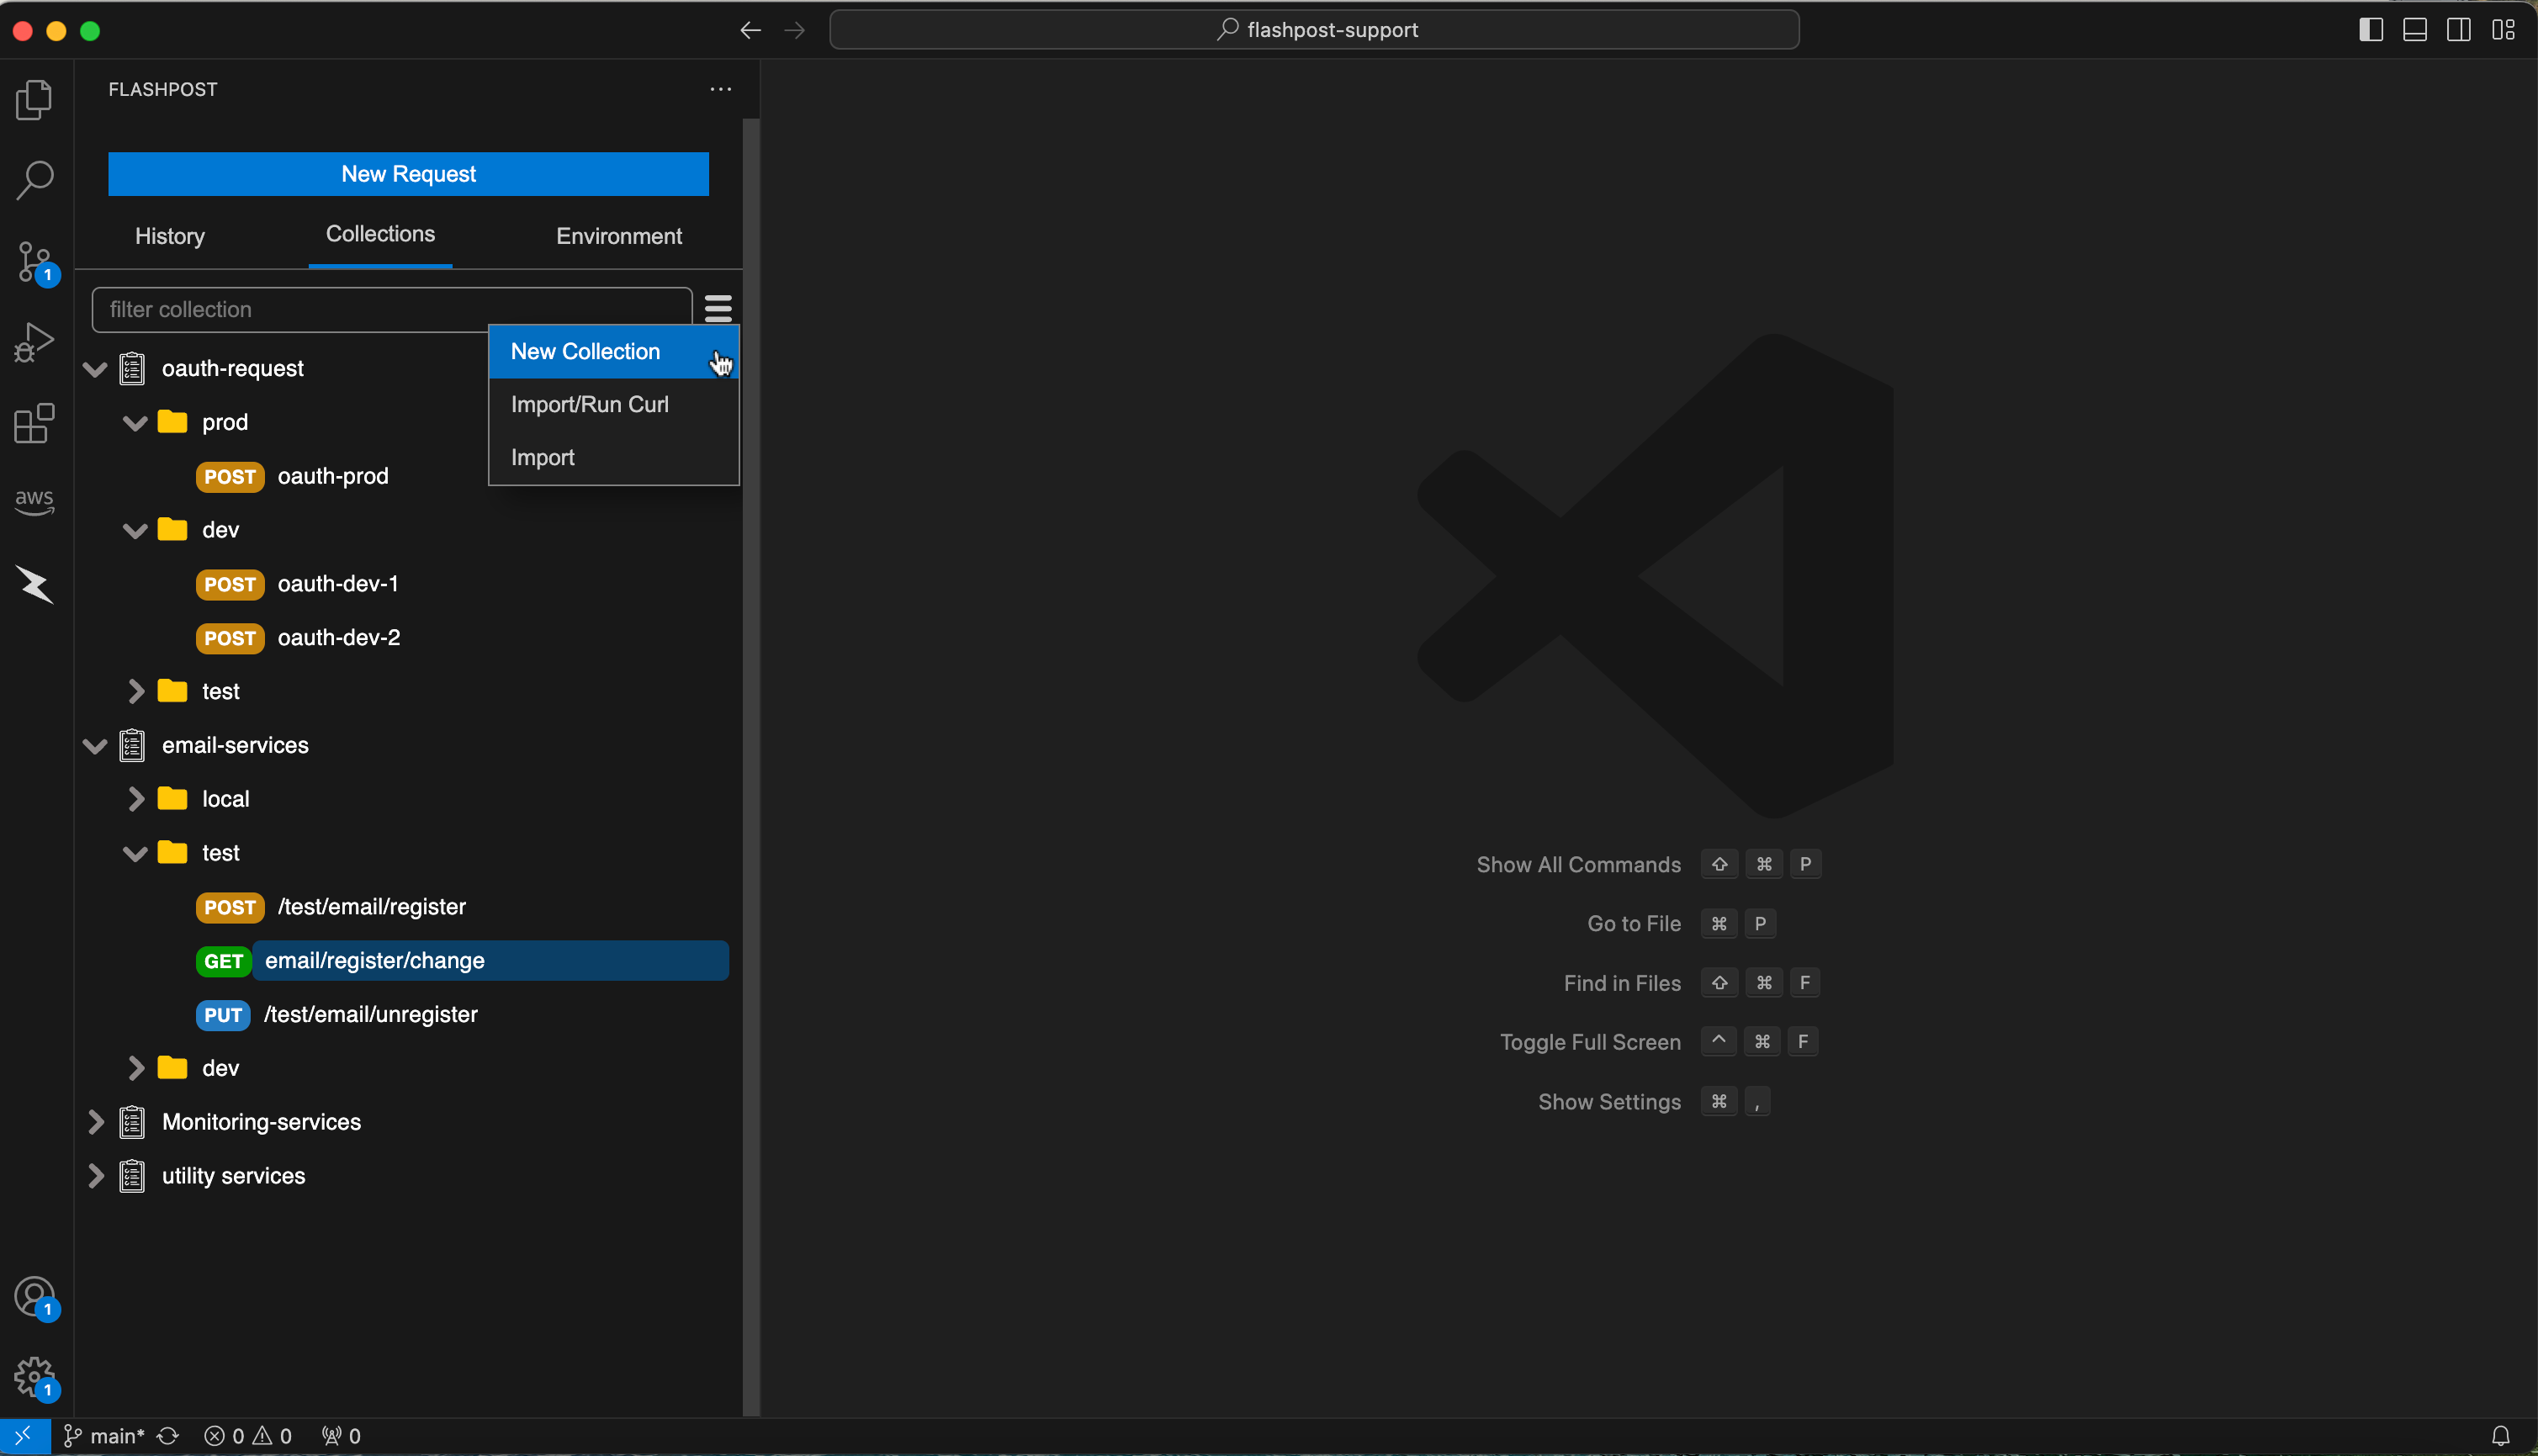 flashpost-support
FLASHPOST
New Request
History Collections Environment
filter collection
New Collection
Import/Run Curl
Import
oauth-request
prod
POST oauth-prod
dev
POST oauth-dev-1
POST oauth-dev-2
test
email-services
local
test
POST /test/email/register
GET email/register/change
PUT /test/email/unregister
dev
Monitoring-services
utility services
1
aws
1
1
Show All Commands ⇧ ⌘ P
Go to File ⌘ P
Find in Files ⇧ ⌘ F
Toggle Full Screen ^ ⌘ F
Show Settings ⌘ ,
main* 0 0 0